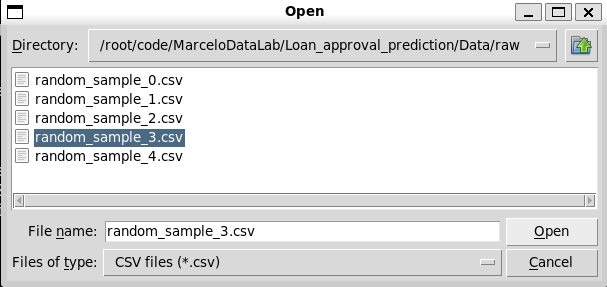 Open
Directory: /root/code/MarceloDataLab/Loan_approval_prediction/Data/raw
random_sample_0.csv
random_sample_1.csv
random_sample_2.csv
random_sample_3.csv
random_sample_4.csv
File name: random_sample_3.csv Open
Files of type: CSV files (*.csv) Cancel